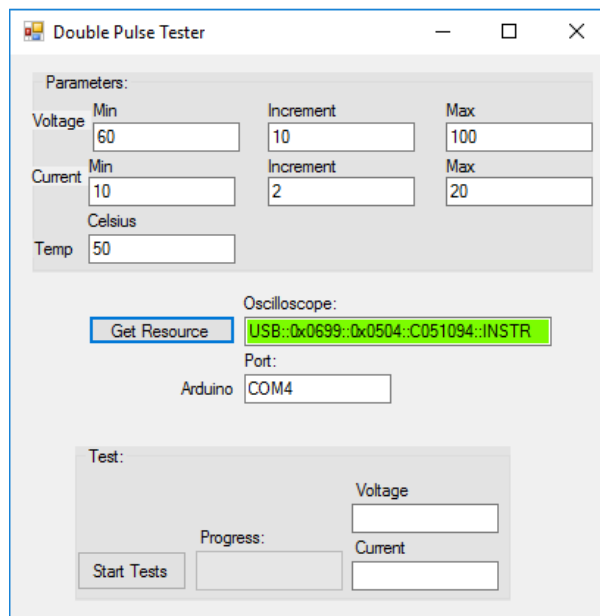 Double Pulse Tester
Parameters:
Min Increment Max
Voltage 60 10 100
Min Increment Max
Current 10 2 20
Celsius
Temp 50
Oscilloscope:
Get Resource USB::0x0699::0x0504::C051094::INSTR
Port:
Arduino COM4
Test:
Voltage
Progress:
Current
Start Tests